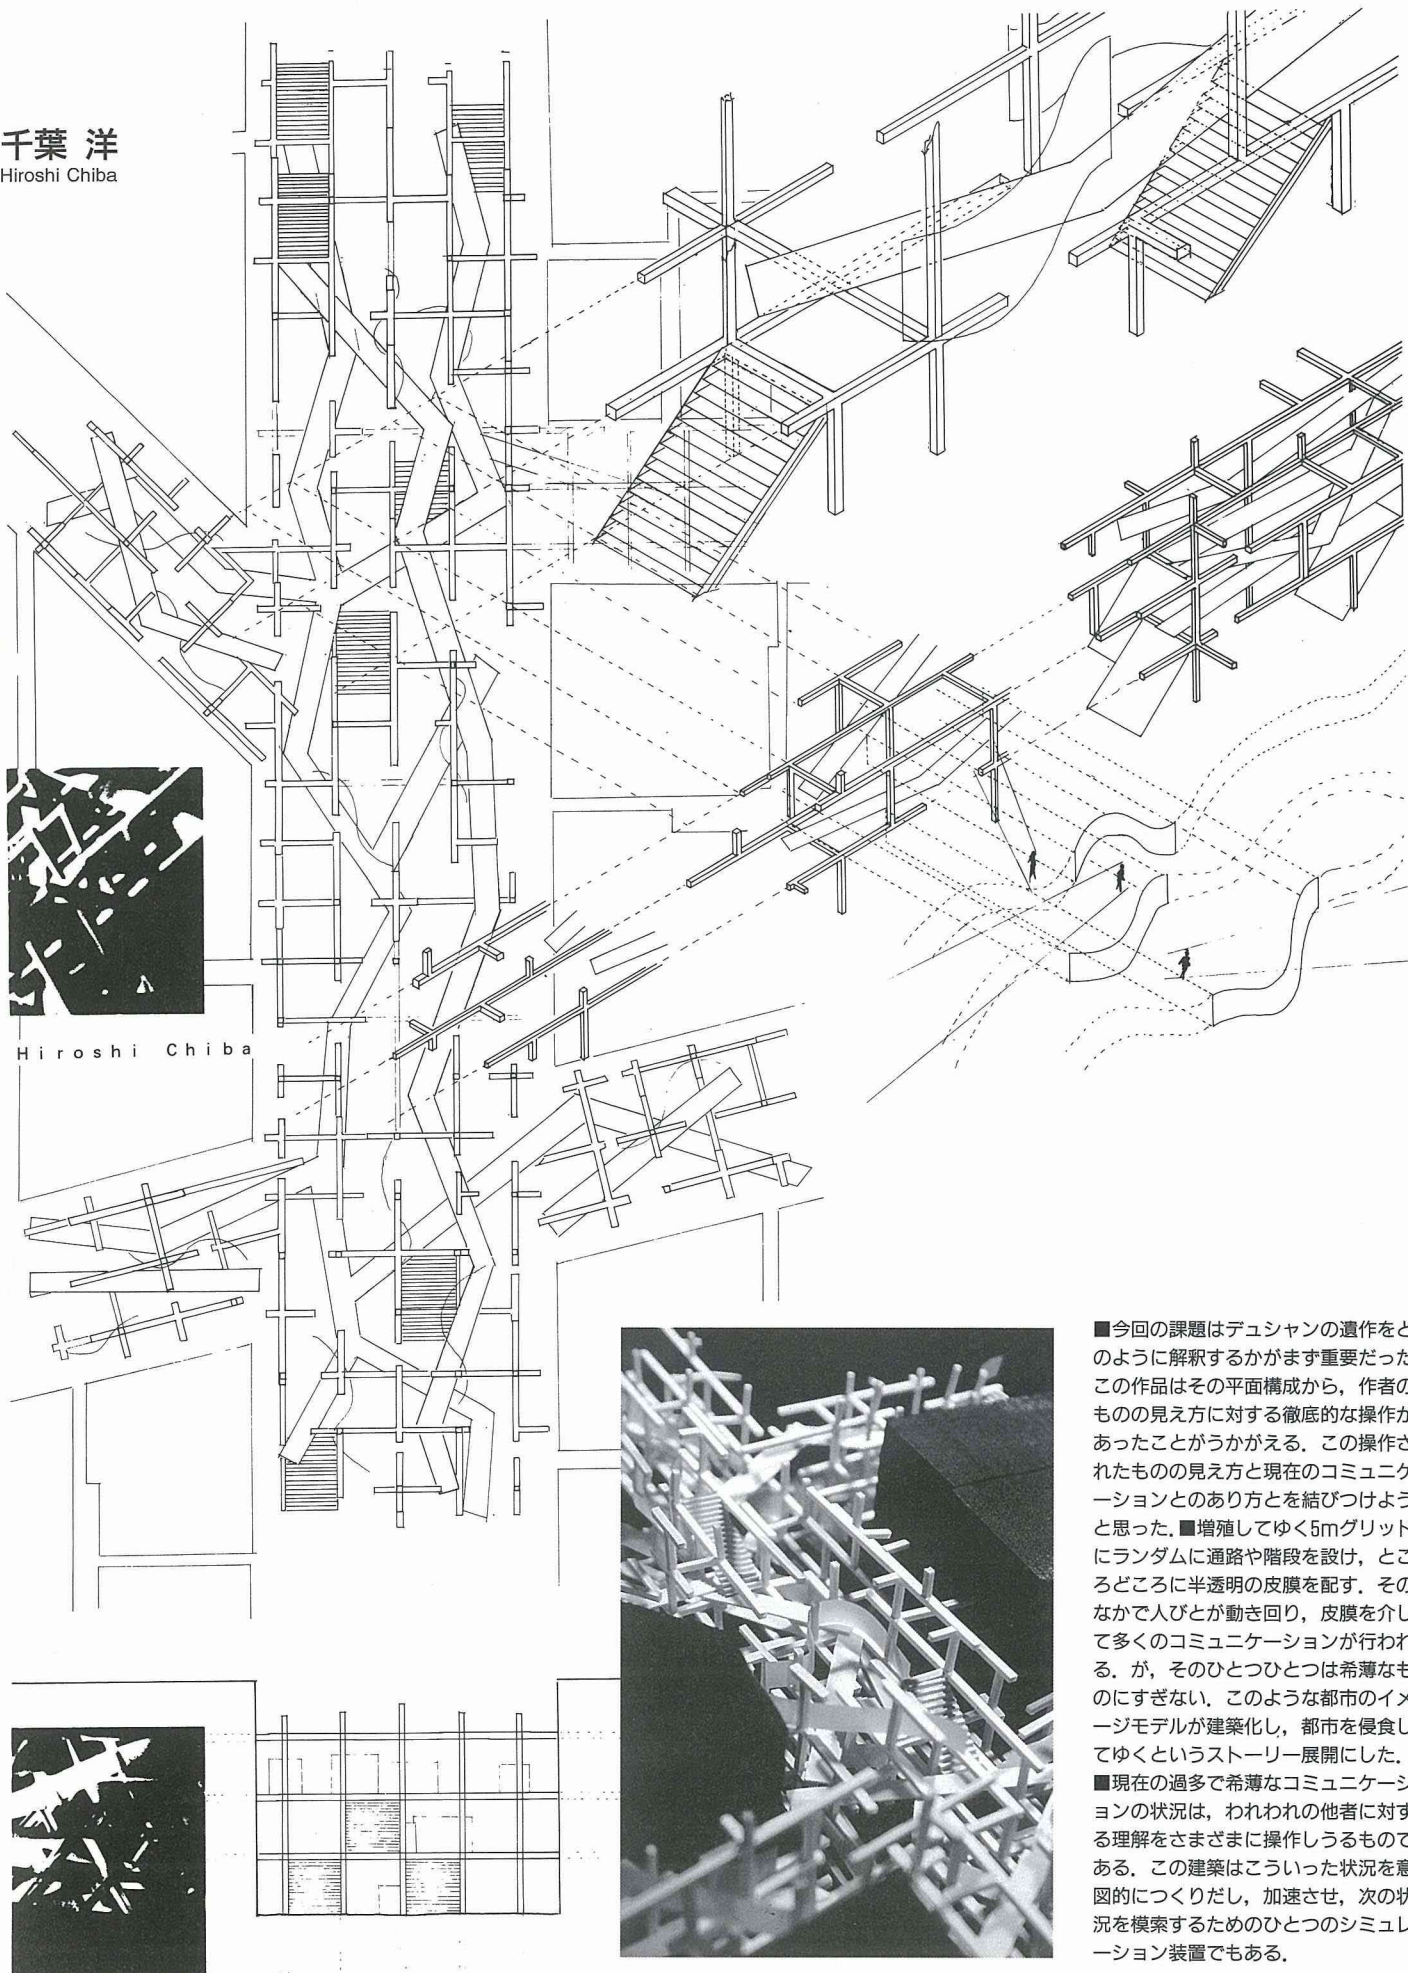 千葉 洋
Hiroshi Chiba
Hiroshi Chiba
■今回の課題はデュシャンの遺作をど
のように解釈するかがまず重要だった
この作品はその平面構成から，作者の
ものの見え方に対する徹底的な操作が
あったことがうかがえる．この操作さ
れたものの見え方と現在のコミュニケ
ーションとのあり方とを結びつけよう
と思った．■増殖してゆく5mグリット
にランダムに通路や階段を設け，とこ
ろどころに半透明の皮膜を配す．その
なかで人びとが動き回り，皮膜を介し
て多くのコミュニケーションが行われ
る．が，そのひとつひとつは希薄なも
のにすぎない．このような都市のイメ
ージモデルが建築化し，都市を侵食し
てゆくというストーリー展開にした．
■現在の過多で希薄なコミュニケーシ
ョンの状況は，われわれの他者に対す
る理解をさまざまに操作しうるもので
ある．この建築はこういった状況を意
図的につくりだし，加速させ，次の状
況を模索するためのひとつのシミュレ
ーション装置でもある．